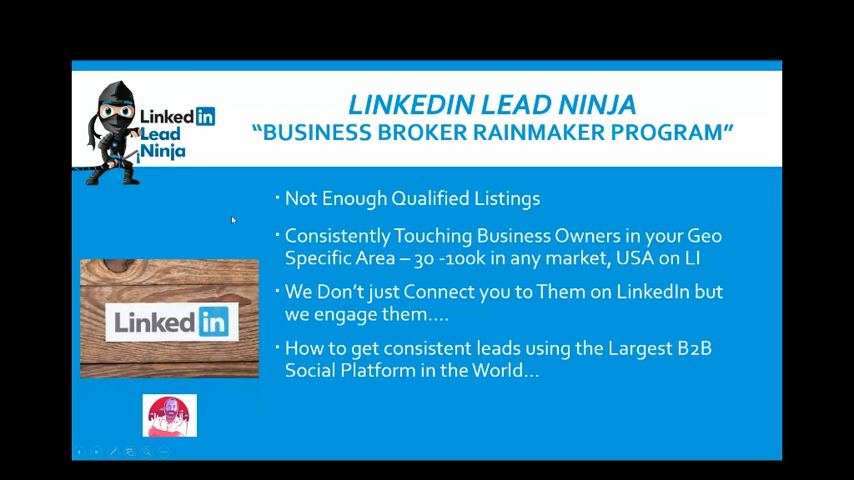 LINKEDIN LEAD NINJA
“BUSINESS BROKER RAINMAKER PROGRAM”
Linked in
Lead
Ninja
· Not Enough Qualified Listings
· Consistently Touching Business Owners in your Geo
Specific Area – 30 -100k in any market, USA on LI
· We Don’t just Connect you to Them on LinkedIn but
we engage them....
· How to get consistent leads using the Largest B2B
Social Platform in the World...
Linked in